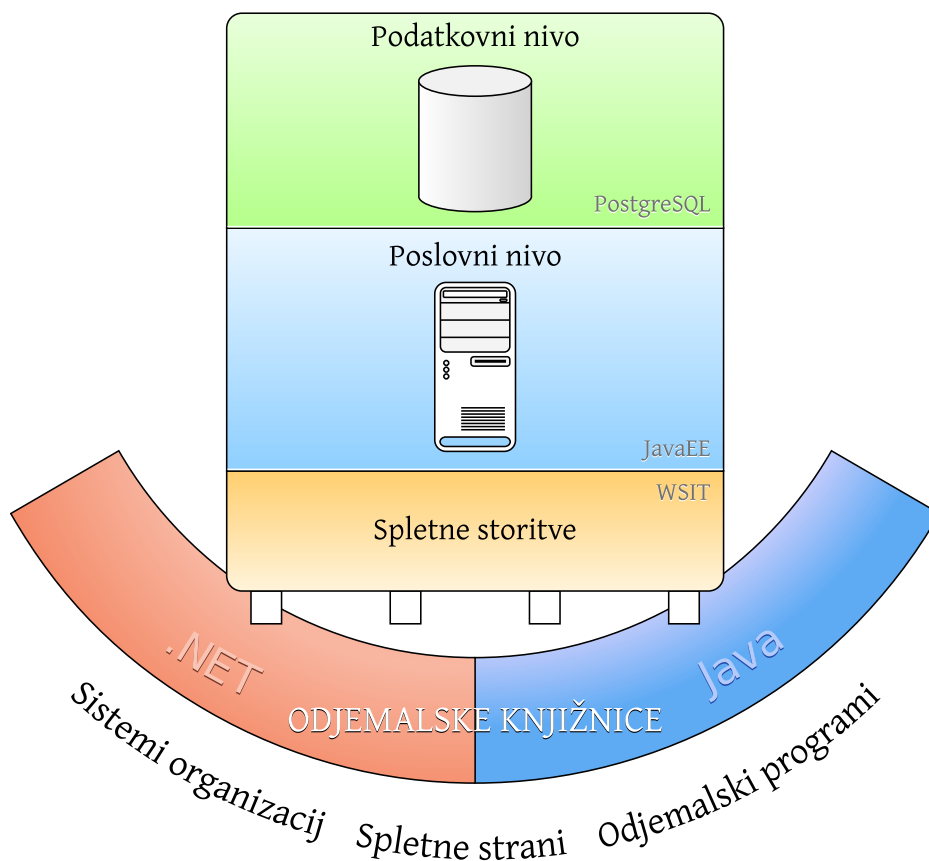 Podatkovni nivo
PostgreSQL
Poslovni nivo
JavaEE
WSIT
Spletne storitve
.NET
Java
ODJEMALSKE KNJIŽNICE
Sistemi organizacij
Spletne strani
Odjemalski programi